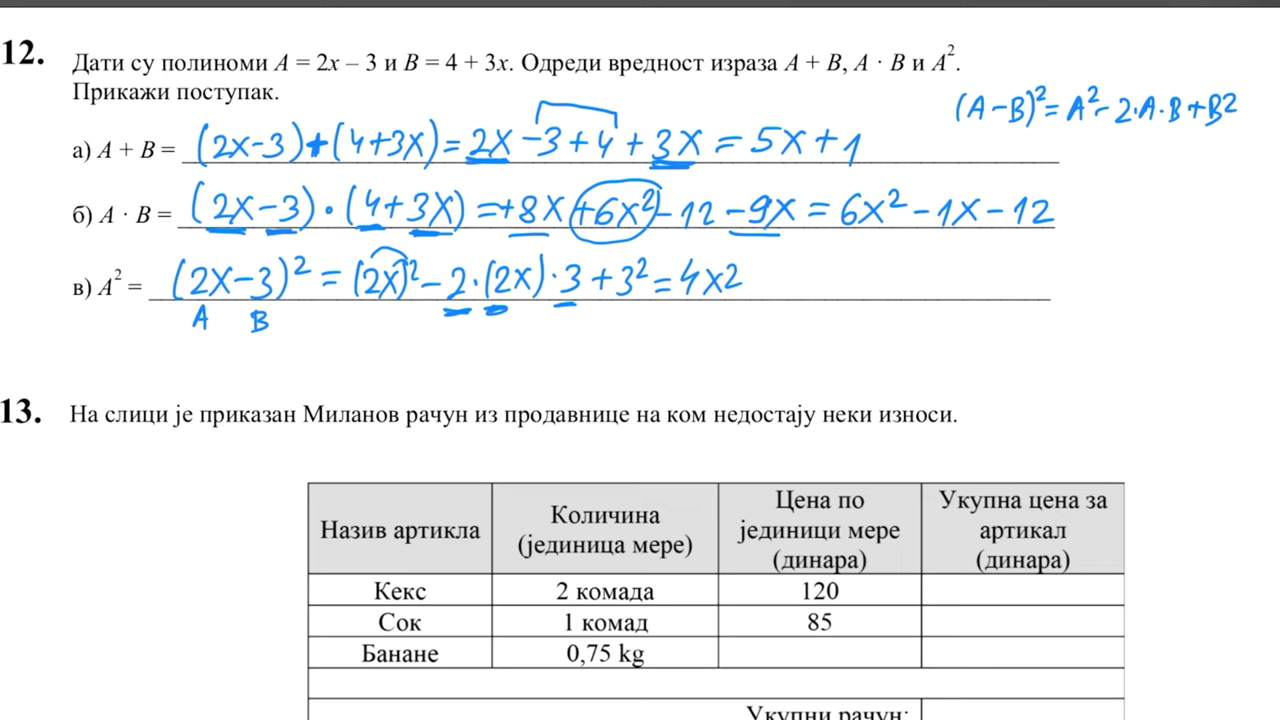 12. Дати су полиноми A = 2x – 3 и B = 4 + 3x. Одреди вредност израза A + B, A · B и A².
Прикажи поступак.
(A-B)²=A²-2·A·B+B2
а) A + B = (2x-3)+(4+3x)=2x-3+4+3x=5x+1
б) A · B = (2x-3)·(4+3x)=+8x+6x²-12-9x=6x²-1x-12
в) A² = (2x-3)²=(2x)²-2·(2x)·3+3²=4x2
A B
13. На слици је приказан Миланов рачун из продавнице на ком недостају неки износи.
Назив артикла Количина (јединица мере) Цена по јединици мере (динара) Укупна цена за артикал (динара)
Кекс 2 комада 120
Сок 1 комад 85
Банане 0,75 kg
Укупни рачун: